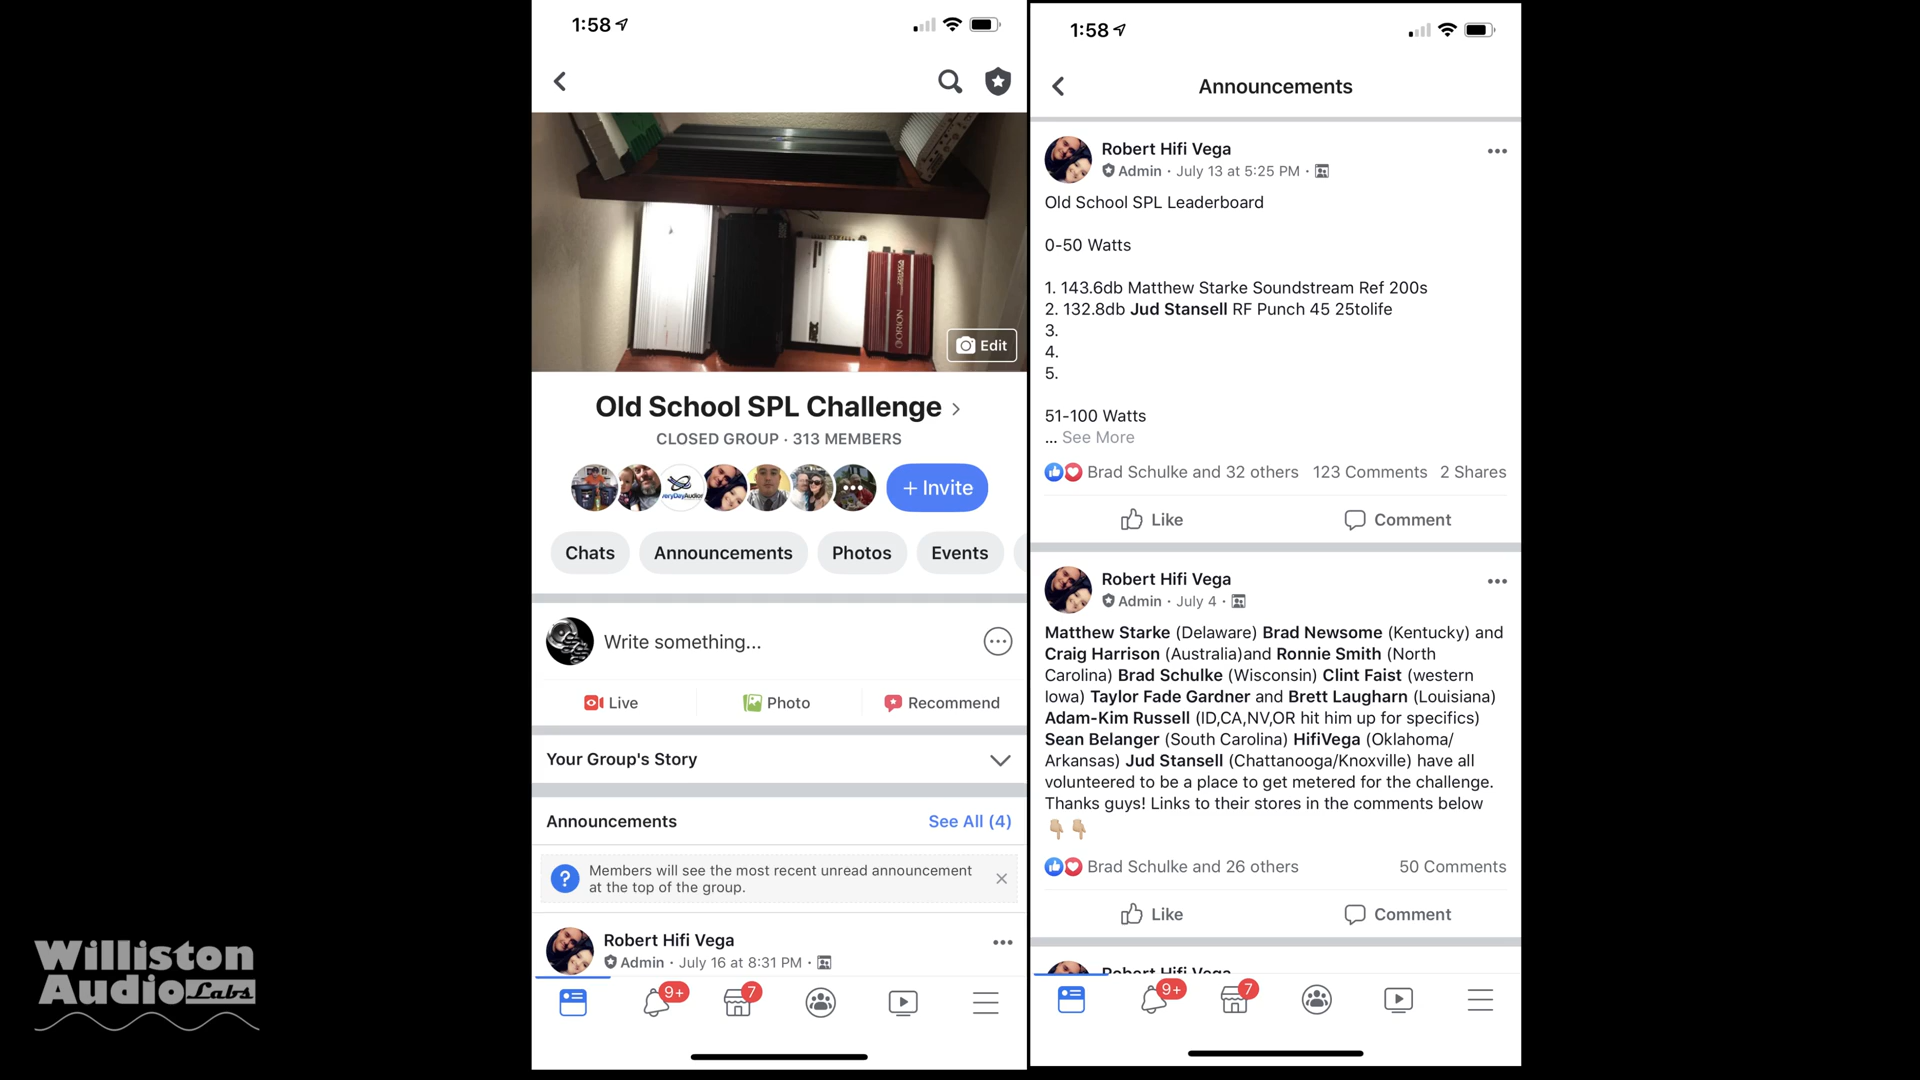 1:58
Old School SPL Challenge
CLOSED GROUP · 313 MEMBERS
+ Invite
Chats
Announcements
Photos
Events
Write something...
Live
Photo
Recommend
Your Group's Story
Announcements
See All (4)
Members will see the most recent unread announcement
at the top of the group.
Robert Hifi Vega
Admin · July 16 at 8:31 PM ·
9+
7
Edit
1:58
Announcements
Robert Hifi Vega
Admin · July 13 at 5:25 PM ·
Old School SPL Leaderboard
0-50 Watts
1. 143.6db Matthew Starke Soundstream Ref 200s
2. 132.8db Jud Stansell RF Punch 45 25tolife
3.
4.
5.
51-100 Watts
... See More
Brad Schulke and 32 others 123 Comments 2 Shares
Like
Comment
Robert Hifi Vega
Admin · July 4 ·
Matthew Starke (Delaware) Brad Newsome (Kentucky) and
Craig Harrison (Australia)and Ronnie Smith (North
Carolina) Brad Schulke (Wisconsin) Clint Faist (western
Iowa) Taylor Fade Gardner and Brett Laugharn (Louisiana)
Adam-Kim Russell (ID,CA,NV,OR hit him up for specifics)
Sean Belanger (South Carolina) HifiVega (Oklahoma/
Arkansas) Jud Stansell (Chattanooga/Knoxville) have all
volunteered to be a place to get metered for the challenge.
Thanks guys! Links to their stores in the comments below
Brad Schulke and 26 others 50 Comments
Like
Comment
Robert Hifi Vega
9+
7
Williston
Audio Labs